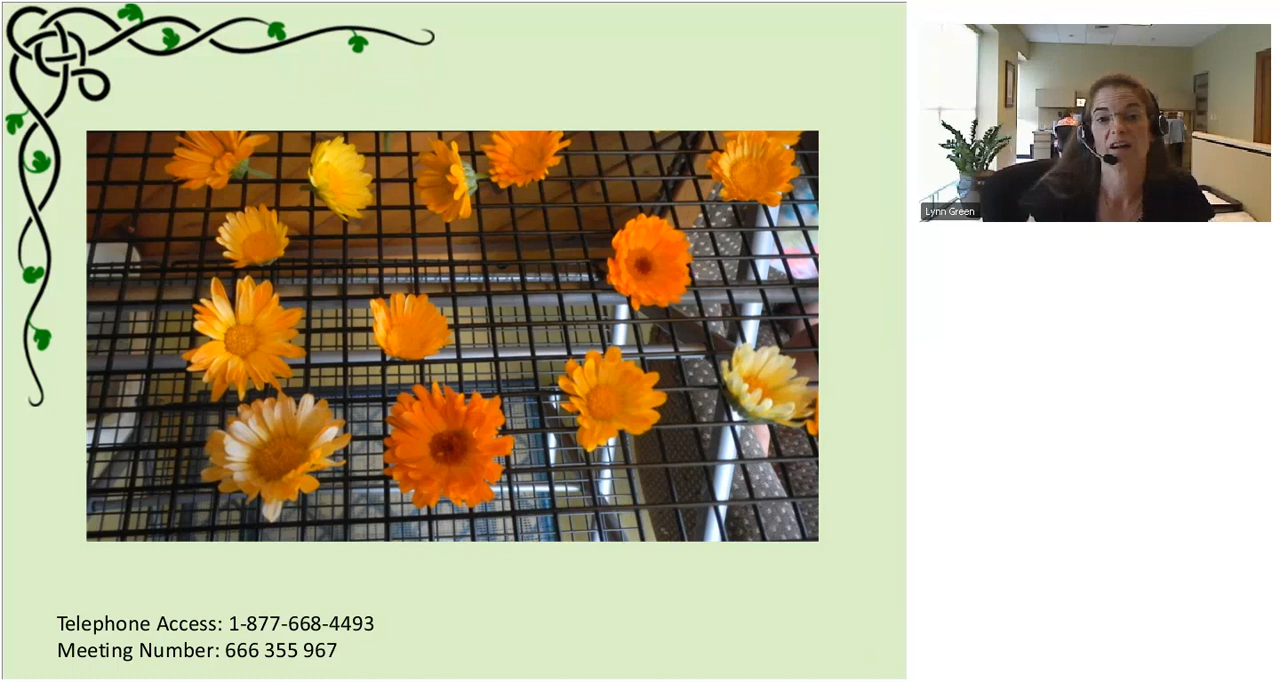 Lynn Green
Telephone Access: 1-877-668-4493
Meeting Number: 666 355 967